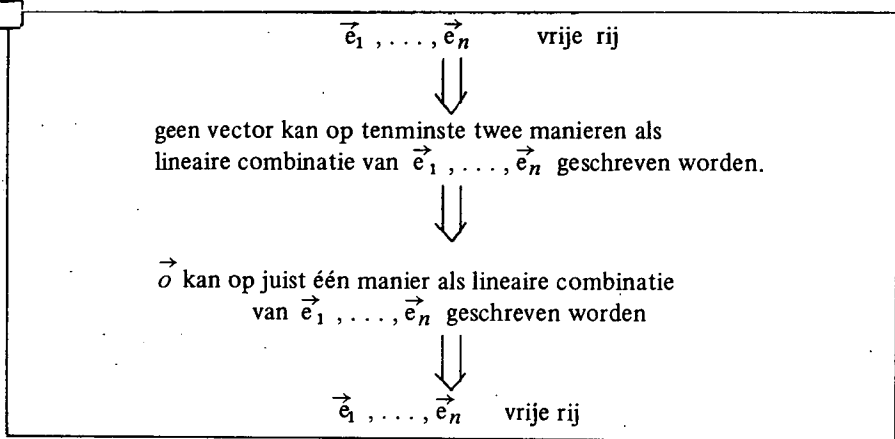 e⃗₁ , . . . , e⃗ₙ vrije rij
⇓
geen vector kan op tenminste twee manieren als
lineaire combinatie van e⃗₁ , . . . , e⃗ₙ geschreven worden.
⇓
o⃗ kan op juist één manier als lineaire combinatie
van e⃗₁ , . . . , e⃗ₙ geschreven worden
⇓
e⃗₁ , . . . , e⃗ₙ vrije rij